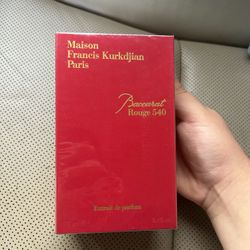 Maison
Francis Kurkdjian
Paris
Baccarat
Rouge 540
Extrait de parfum